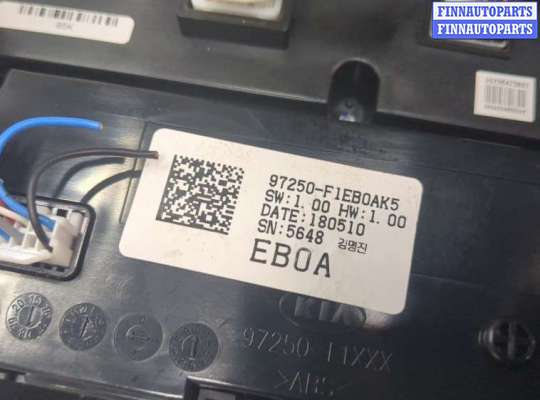 FINNAUTOPARTS
FINNAUTOPARTS
97250-F1EB0AK5
SW:1.00 HW:1.00
DATE:180510
SN:5648 김명진
EB0A
KIA
97250-F1XXX
>ABS<